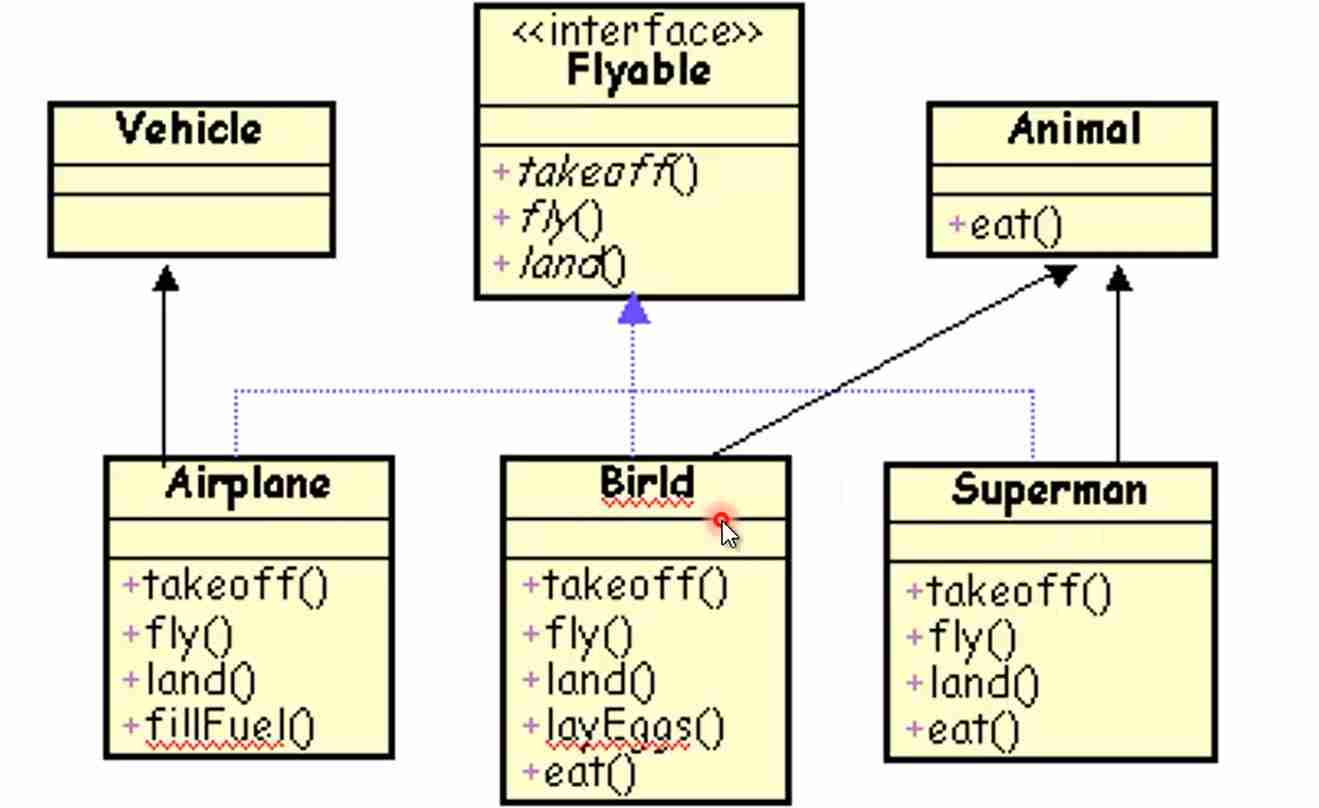 <<interface>>
Flyable
+ takeoff()
+ fly()
+ land()
Vehicle
Animal
+eat()
Airplane
+takeoff()
+fly()
+land()
+fillFuel()
Birld
+takeoff()
+fly()
+land()
+layEggs()
+eat()
Superman
+takeoff()
+fly()
+land()
+eat()